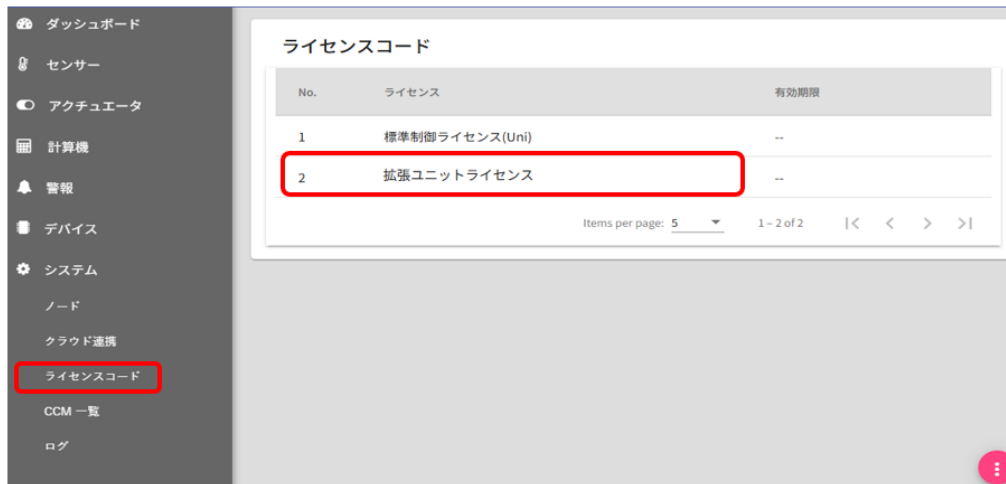 ダッシュボード
センサー
アクチュエータ
計算機
警報
デバイス
システム
ノード
クラウド連携
ライセンスコード
CCM 一覧
ログ
ライセンスコード
No. ライセンス 有効期限
1 標準制御ライセンス(Uni) --
2 拡張ユニットライセンス --
Items per page: 5 1 – 2 of 2